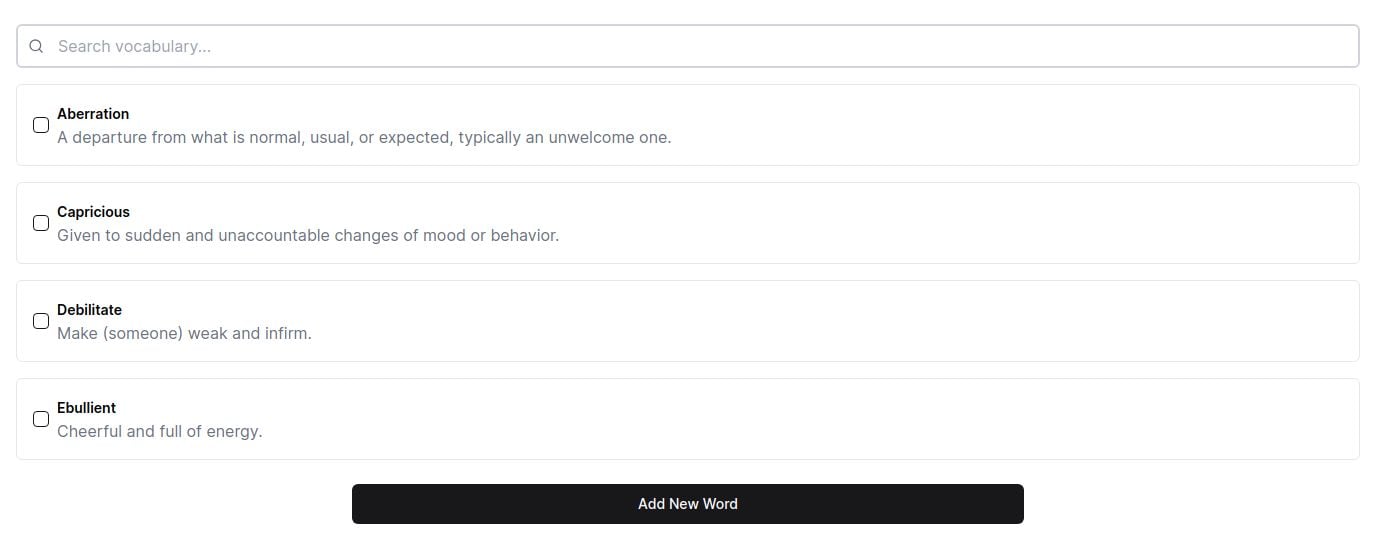 Search vocabulary...
Aberration
A departure from what is normal, usual, or expected, typically an unwelcome one.
Capricious
Given to sudden and unaccountable changes of mood or behavior.
Debilitate
Make (someone) weak and infirm.
Ebullient
Cheerful and full of energy.
Add New Word